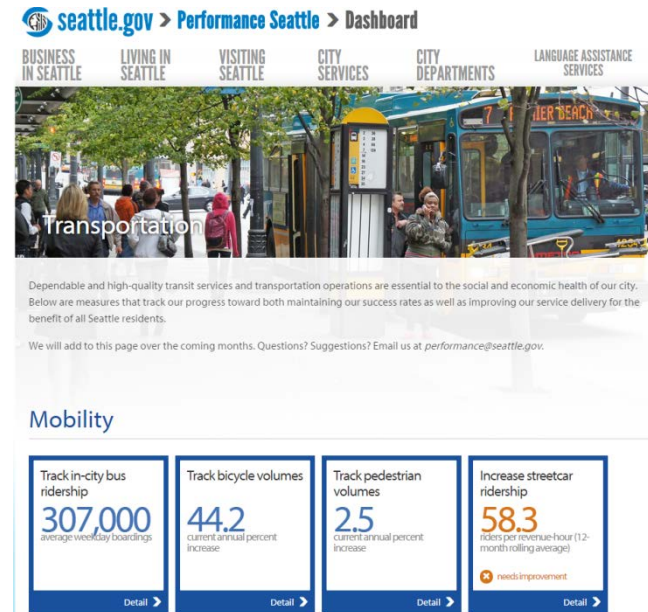 seattle.gov > Performance Seattle > Dashboard
BUSINESS IN SEATTLE
LIVING IN SEATTLE
VISITING SEATTLE
CITY SERVICES
CITY DEPARTMENTS
LANGUAGE ASSISTANCE SERVICES
7
Transportation
Dependable and high-quality transit services and transportation operations are essential to the social and economic health of our city.
Below are measures that track our progress toward both maintaining our success rates as well as improving our service delivery for the
benefit of all Seattle residents.
We will add to this page over the coming months. Questions? Suggestions? Email us at performance@seattle.gov.
Mobility
Track in-city bus
ridership
307,000
average weekday boardings
Detail
Track bicycle volumes
44.2
current annual percent
increase
Detail
Track pedestrian
volumes
2.5
current annual percent
increase
Detail
Increase streetcar
ridership
58.3
riders per revenue-hour (12-
month rolling average)
needs improvement
Detail